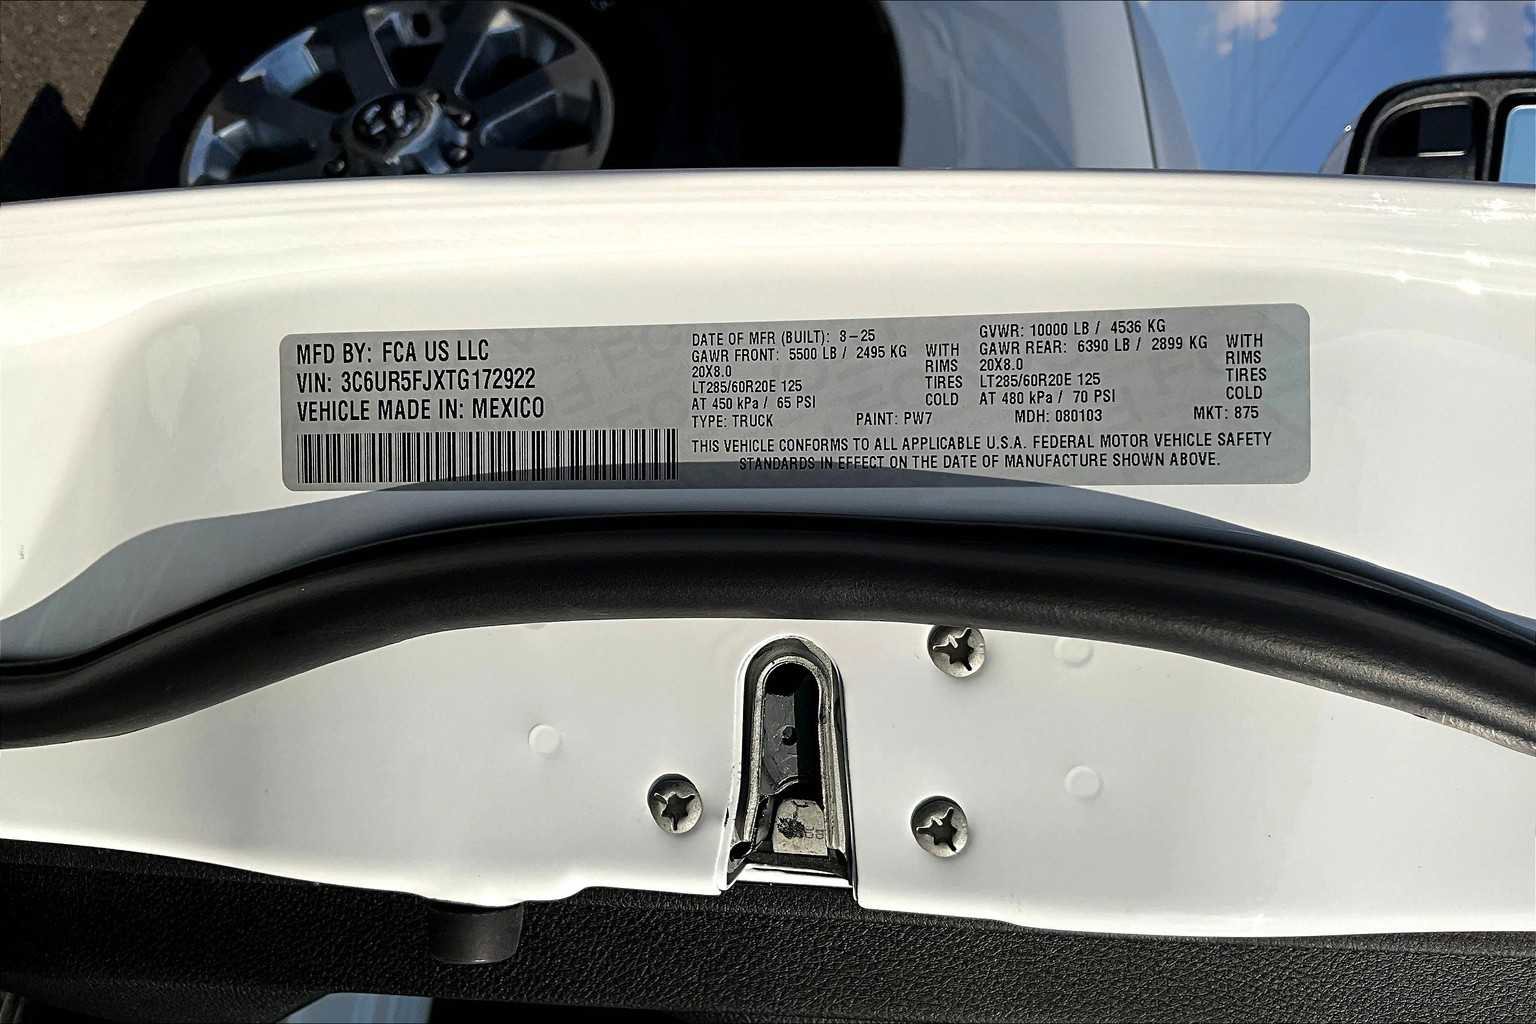 MFD BY: FCA US LLC
VIN: 3C6UR5FJXTG172922
VEHICLE MADE IN: MEXICO
DATE OF MFR (BUILT): 8-25
GAWR FRONT: 5500 LB / 2495 KG WITH
20X8.0 RIMS
LT285/60R20E 125 TIRES
AT 450 kPa / 65 PSI COLD
GVWR: 10000 LB / 4536 KG
GAWR REAR: 6390 LB / 2899 KG WITH
20X8.0 RIMS
LT285/60R20E 125 TIRES
AT 480 kPa / 70 PSI COLD
TYPE: TRUCK PAINT: PW7 MDH: 080103 MKT: 875
THIS VEHICLE CONFORMS TO ALL APPLICABLE U.S.A. FEDERAL MOTOR VEHICLE SAFETY
STANDARDS IN EFFECT ON THE DATE OF MANUFACTURE SHOWN ABOVE.